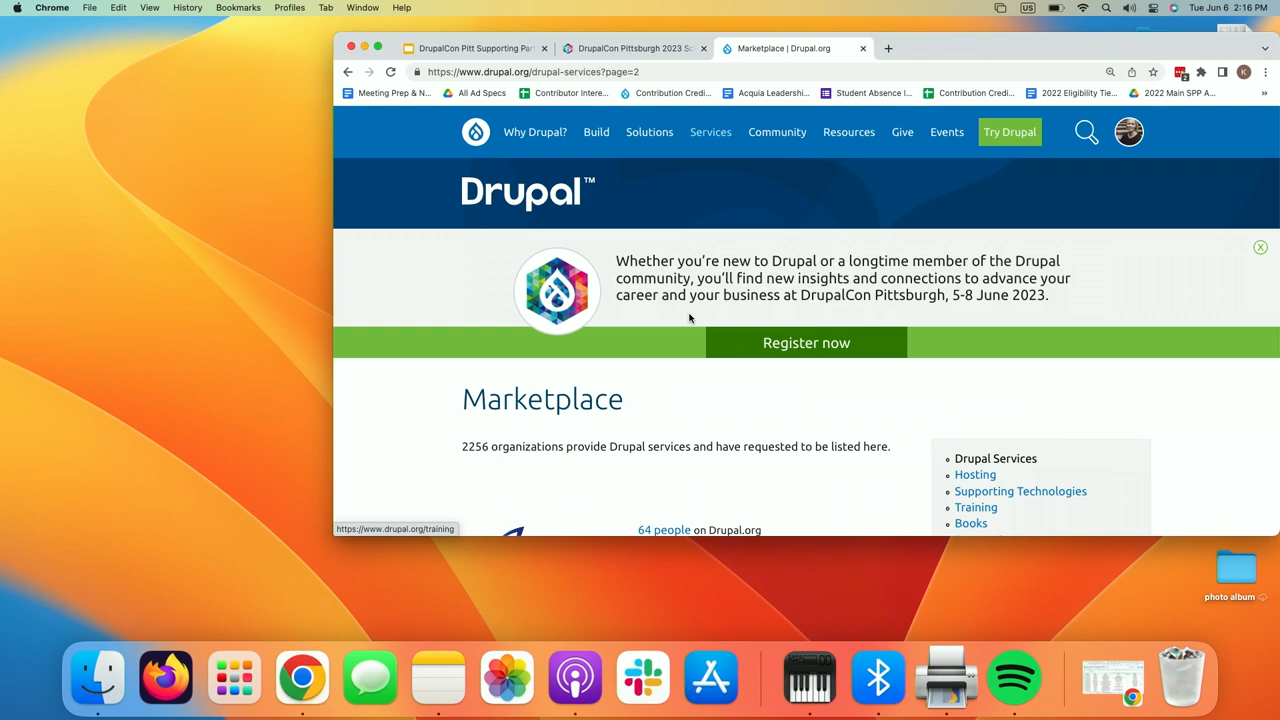 Chrome File Edit View History Bookmarks Profiles Tab Window Help
US
Tue Jun 6 2:16 PM
DrupalCon Pitt Supporting Par
DrupalCon Pittsburgh 2023 Sc
Marketplace | Drupal.org
https://www.drupal.org/drupal-services?page=2
K
Meeting Prep & N...
All Ad Specs
Contributor Intere...
Contribution Credi...
Acquia Leadershi...
Student Absence I...
Contribution Credi...
2022 Eligibility Tie...
2022 Main SPP A...
Why Drupal? Build Solutions Services Community Resources Give Events Try Drupal
Drupal™
Whether you're new to Drupal or a longtime member of the Drupal
community, you'll find new insights and connections to advance your
career and your business at DrupalCon Pittsburgh, 5-8 June 2023.
Register now
Marketplace
2256 organizations provide Drupal services and have requested to be listed here.
Drupal Services
Hosting
Supporting Technologies
Training
Books
64 people on Drupal.org
https://www.drupal.org/training
photo album